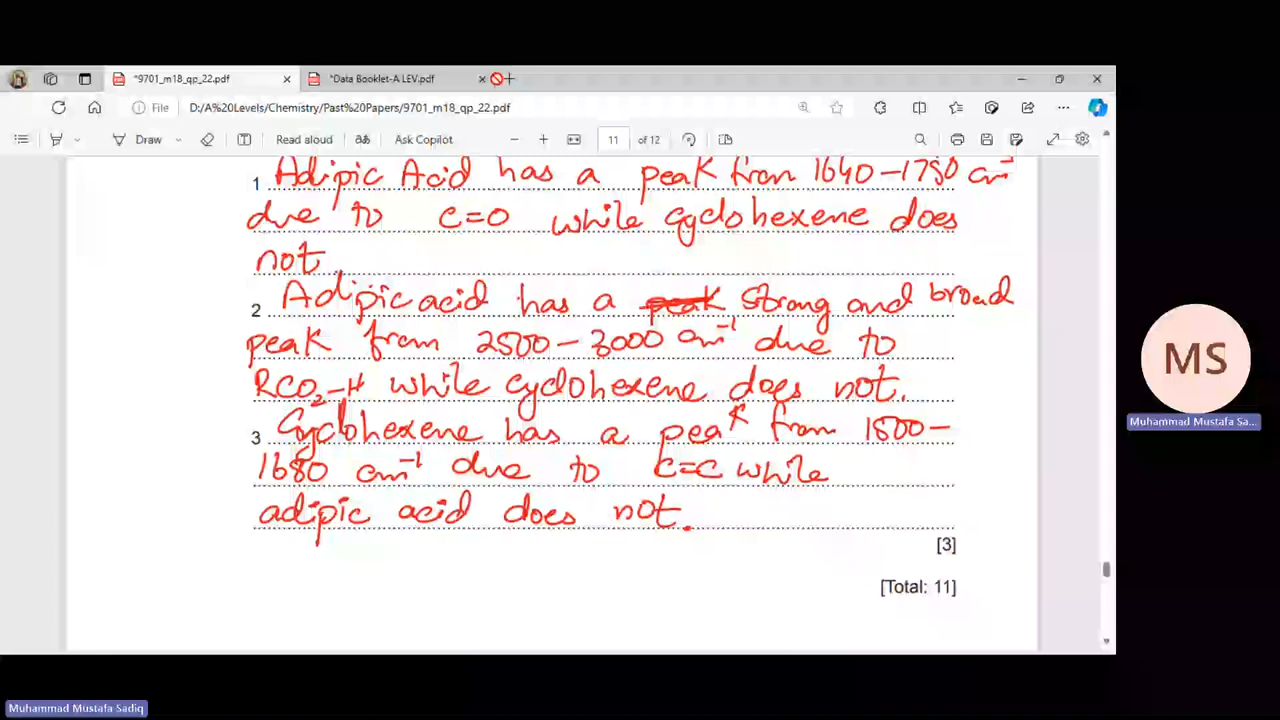 *9701_m18_qp_22.pdf
*Data Booklet-A LEV.pdf
File D:/A%20Levels/Chemistry/Past%20Papers/9701_m18_qp_22.pdf
Draw Read aloud Ask Copilot 11 of 12
1 Adipic Acid has a peak from 1640-1750 cm-1
due to C=O while cyclohexene does
not.
2 Adipic acid has a peak strong and broad
peak from 2500-3000 cm-1 due to
RCO2-H while cyclohexene does not.
3 Cyclohexene has a peak from 1500-
1680 cm-1 due to C=C while
adipic acid does not.
[3]
[Total: 11]
MS
Muhammad Mustafa Sa...
Muhammad Mustafa Sadiq